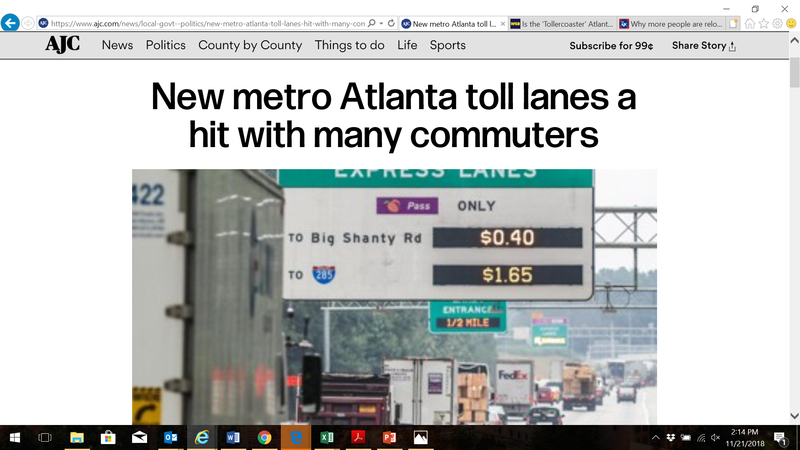 https://www.ajc.com/news/local-govt--politics/new-metro-atlanta-toll-lanes-hit-with-many-con
New metro Atlanta toll l...
Is the 'Tollercoaster' Atlant...
Why more people are relo...
AJC News Politics County by County Things to do Life Sports Subscribe for 99¢ Share Story
New metro Atlanta toll lanes a
hit with many commuters
EXPRESS LANES
422
Pass ONLY
TO Big Shanty Rd $0.40
TO 285 $1.65
ENTRANCE
1/2 MILE
FedEx
2:14 PM
11/21/2018
1